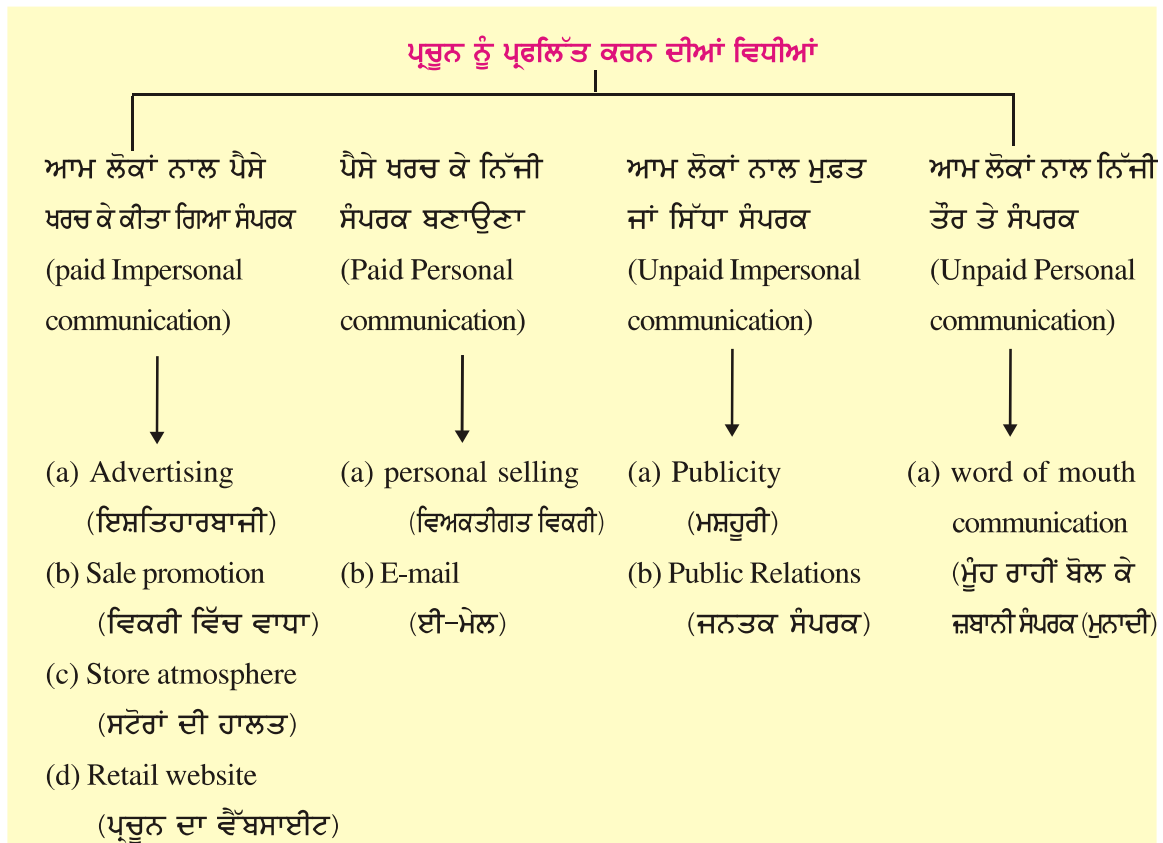 ਪ੍ਰਚੂਨ ਨੂੰ ਪ੍ਰਫਲਿੱਤ ਕਰਨ ਦੀਆਂ ਵਿਧੀਆਂ
ਆਮ ਲੋਕਾਂ ਨਾਲ ਪੈਸੇ
ਖਰਚ ਕੇ ਕੀਤਾ ਗਿਆ ਸੰਪਰਕ
(paid Impersonal
communication)
(a) Advertising
(ਇਸ਼ਤਿਹਾਰਬਾਜੀ)
(b) Sale promotion
(ਵਿਕਰੀ ਵਿੱਚ ਵਾਧਾ)
(c) Store atmosphere
(ਸਟੋਰਾਂ ਦੀ ਹਾਲਤ)
(d) Retail website
(ਪ੍ਰਚੂਨ ਦਾ ਵੈੱਬਸਾਈਟ)
ਪੈਸੇ ਖਰਚ ਕੇ ਨਿੱਜੀ
ਸੰਪਰਕ ਬਣਾਉਣਾ
(Paid Personal
communication)
(a) personal selling
(ਵਿਅਕਤੀਗਤ ਵਿਕਰੀ)
(b) E-mail
(ਈ-ਮੇਲ)
ਆਮ ਲੋਕਾਂ ਨਾਲ ਮੁਫ਼ਤ
ਜਾਂ ਸਿੱਧਾ ਸੰਪਰਕ
(Unpaid Impersonal
communication)
(a) Publicity
(ਮਸ਼ਹੂਰੀ)
(b) Public Relations
(ਜਨਤਕ ਸੰਪਰਕ)
ਆਮ ਲੋਕਾਂ ਨਾਲ ਨਿੱਜੀ
ਤੌਰ ਤੇ ਸੰਪਰਕ
(Unpaid Personal
communication)
(a) word of mouth
communication
(ਮੂੰਹ ਰਾਹੀਂ ਬੋਲ ਕੇ
ਜ਼ਬਾਨੀ ਸੰਪਰਕ (ਮੁਨਾਦੀ)